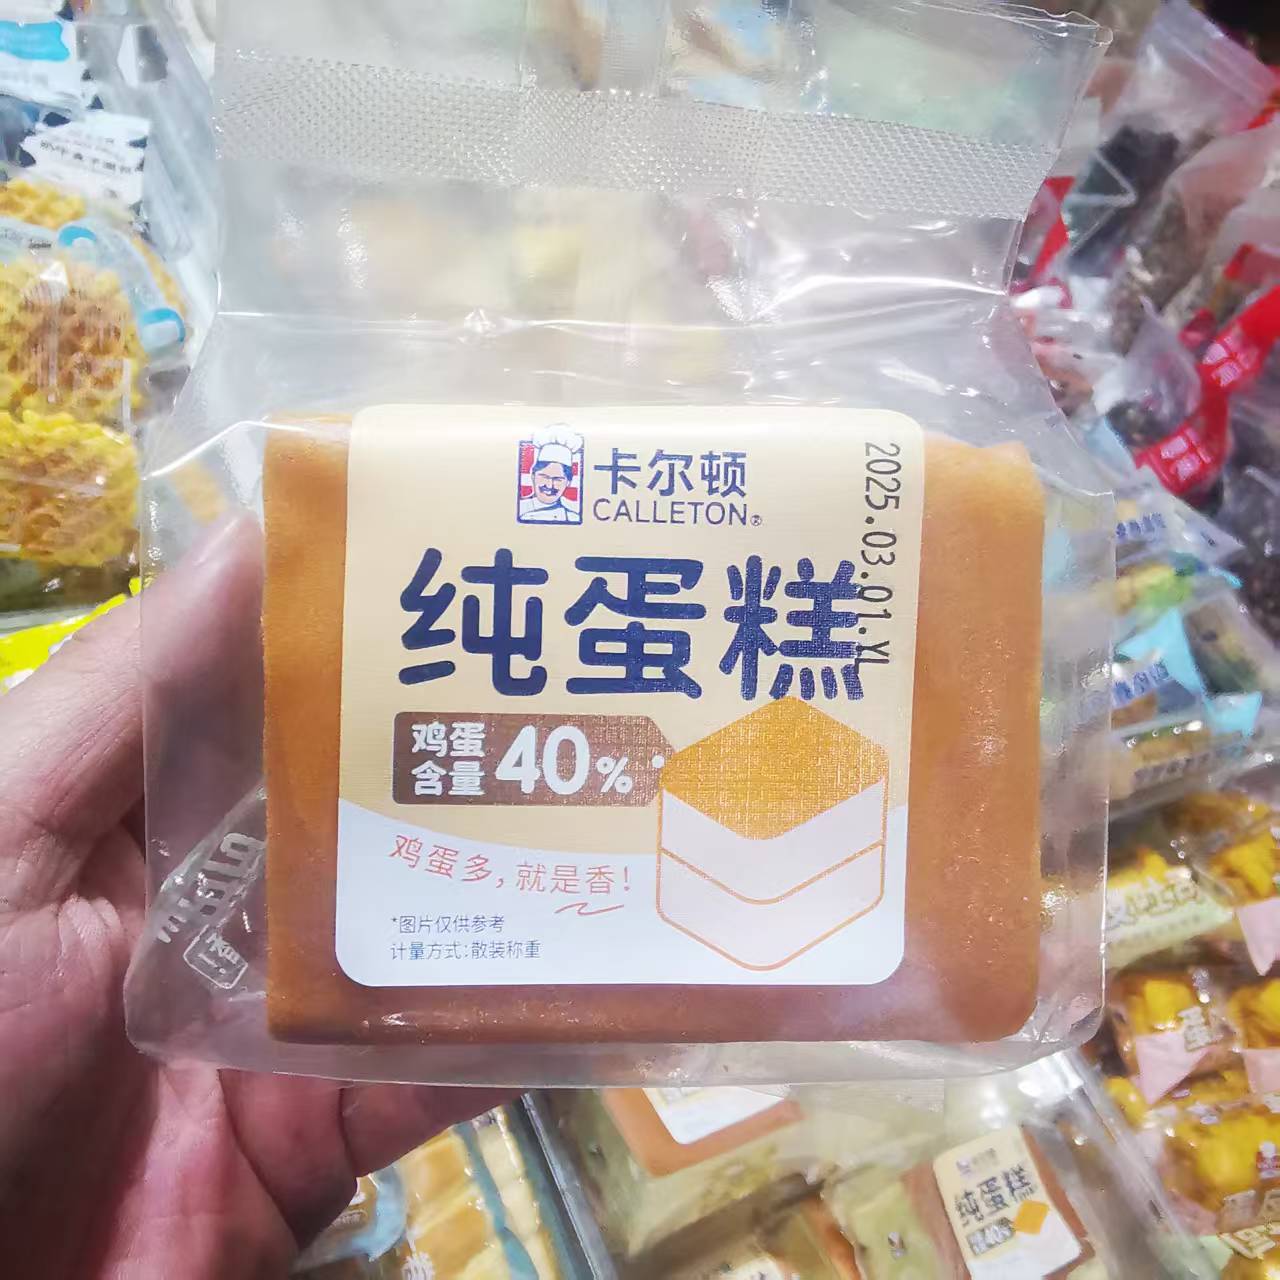 卡尔顿
CALLETON®
2025.03.01.YL
纯蛋糕
鸡蛋
含量
40%
鸡蛋多，就是香！
*图片仅供参考
计量方式：散装称重
纯蛋糕